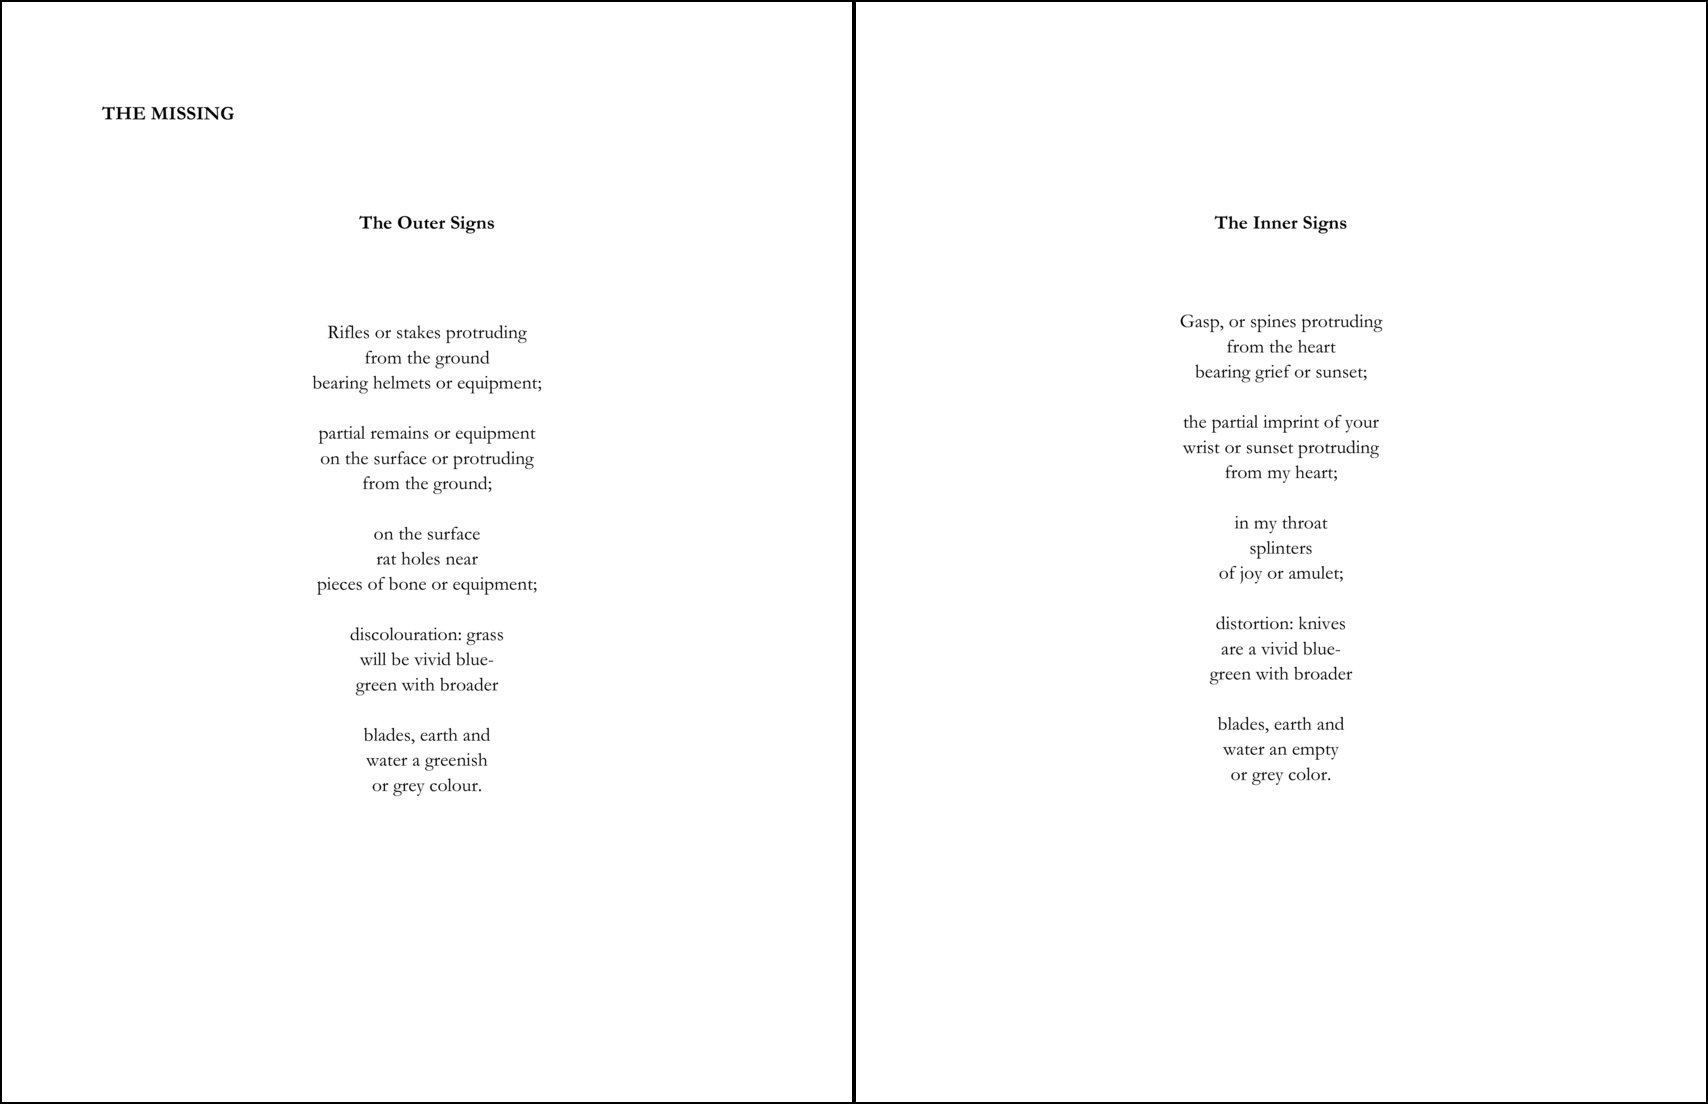 THE MISSING
The Outer Signs
Rifles or stakes protruding
from the ground
bearing helmets or equipment;
partial remains or equipment
on the surface or protruding
from the ground;
on the surface
rat holes near
pieces of bone or equipment;
discolouration: grass
will be vivid blue-
green with broader
blades, earth and
water a greenish
or grey colour.
The Inner Signs
Gasp, or spines protruding
from the heart
bearing grief or sunset;
the partial imprint of your
wrist or sunset protruding
from my heart;
in my throat
splinters
of joy or amulet;
distortion: knives
are a vivid blue-
green with broader
blades, earth and
water an empty
or grey color.